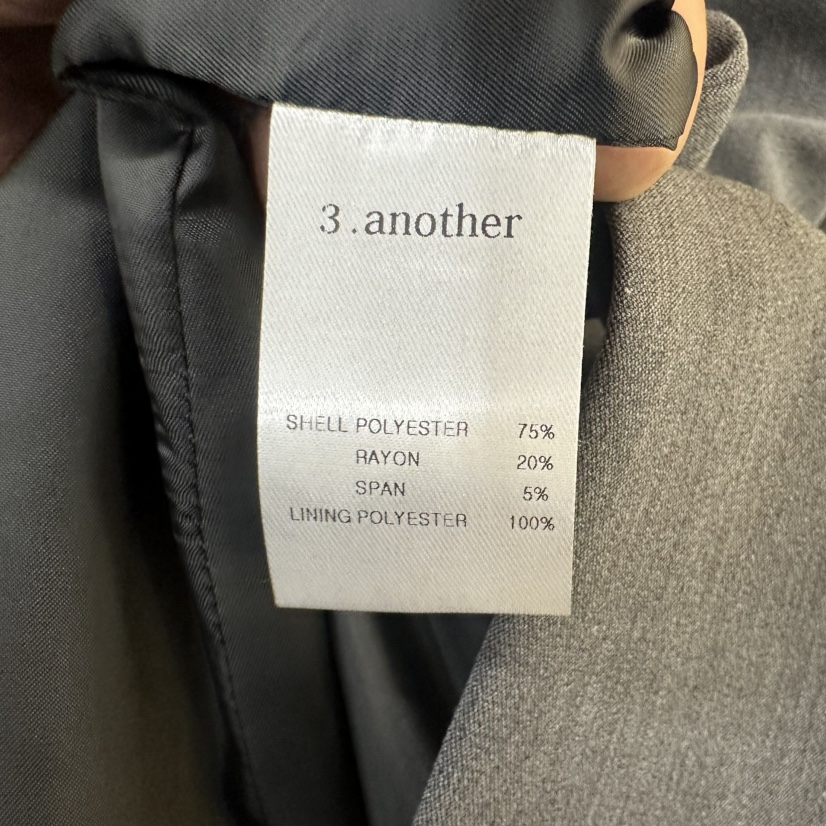 3.another
SHELL POLYESTER 75%
RAYON 20%
SPAN 5%
LINING POLYESTER 100%